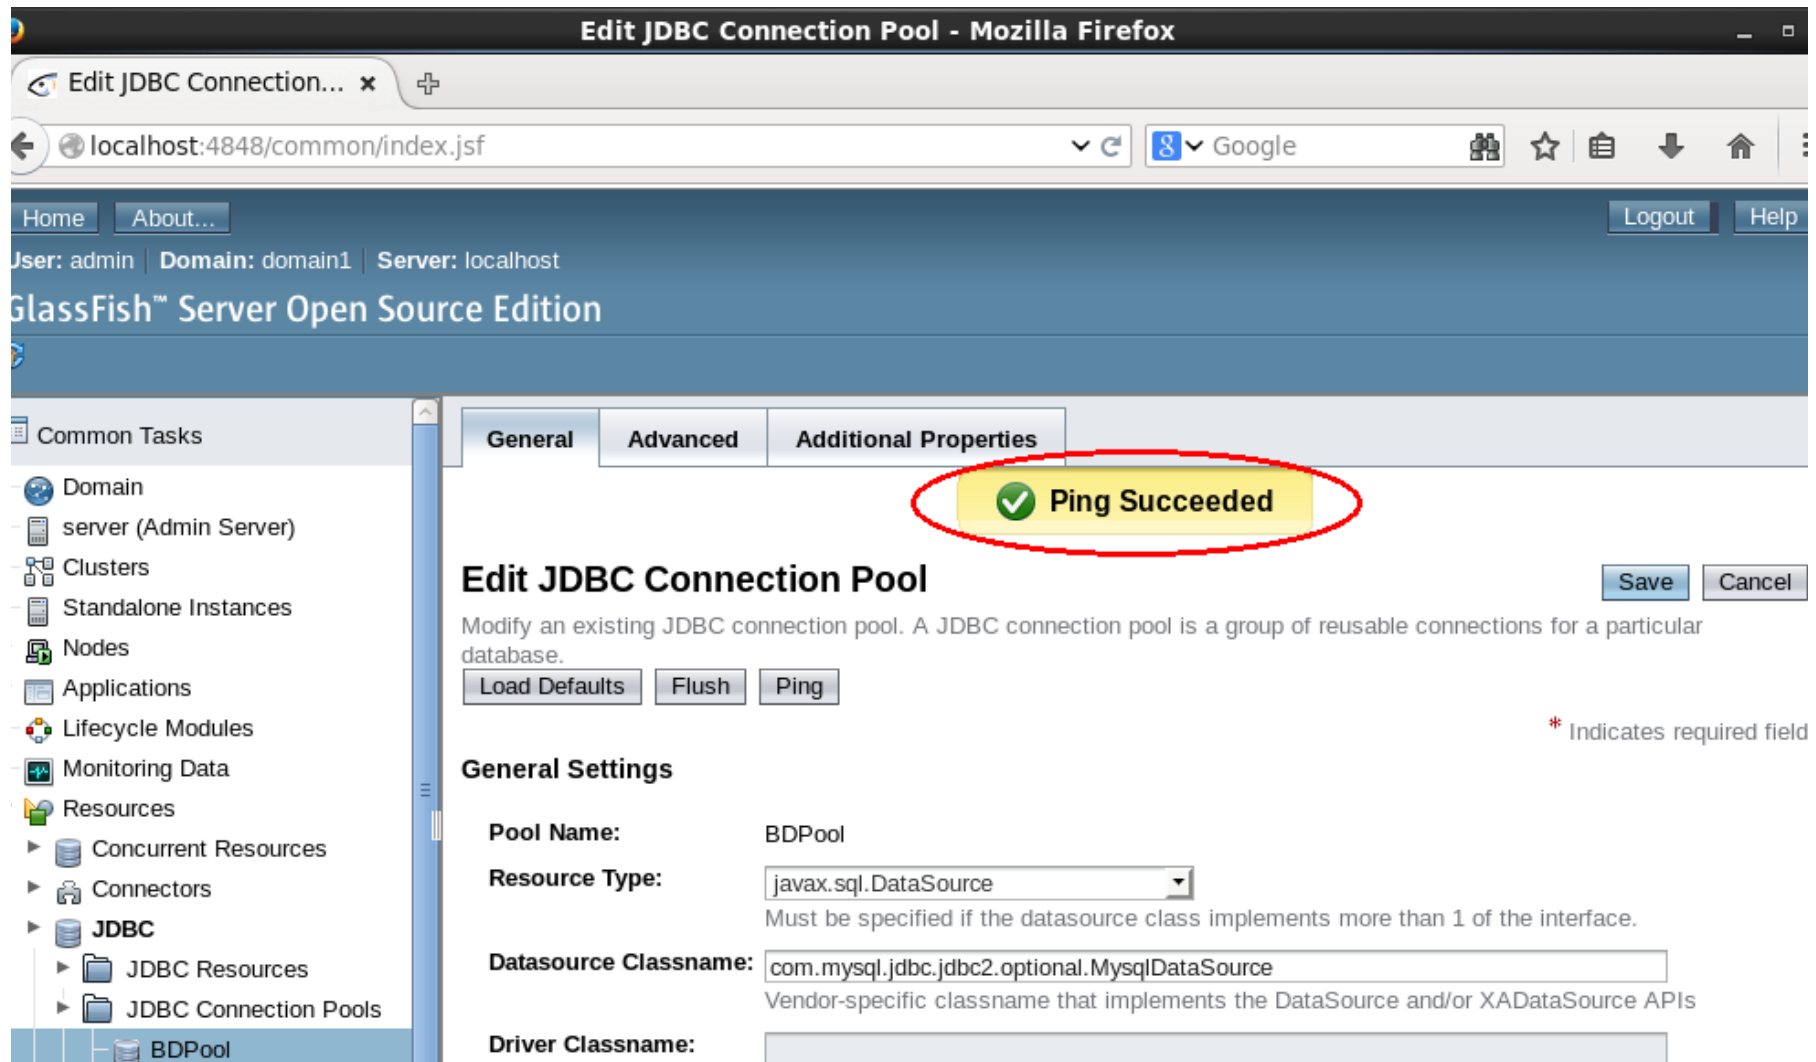 Edit JDBC Connection Pool - Mozilla Firefox
Edit JDBC Connection...
localhost:4848/common/index.jsf
Google
Home About...
Logout Help
User: admin Domain: domain1 Server: localhost
GlassFish™ Server Open Source Edition
Common Tasks
Domain
server (Admin Server)
Clusters
Standalone Instances
Nodes
Applications
Lifecycle Modules
Monitoring Data
Resources
Concurrent Resources
Connectors
JDBC
JDBC Resources
JDBC Connection Pools
BDPool
General Advanced Additional Properties
Ping Succeeded
Edit JDBC Connection Pool
Save Cancel
Modify an existing JDBC connection pool. A JDBC connection pool is a group of reusable connections for a particular
database.
Load Defaults Flush Ping
* Indicates required field
General Settings
Pool Name: BDPool
Resource Type: javax.sql.DataSource
Must be specified if the datasource class implements more than 1 of the interface.
Datasource Classname: com.mysql.jdbc.jdbc2.optional.MysqlDataSource
Vendor-specific classname that implements the DataSource and/or XADataSource APIs
Driver Classname: